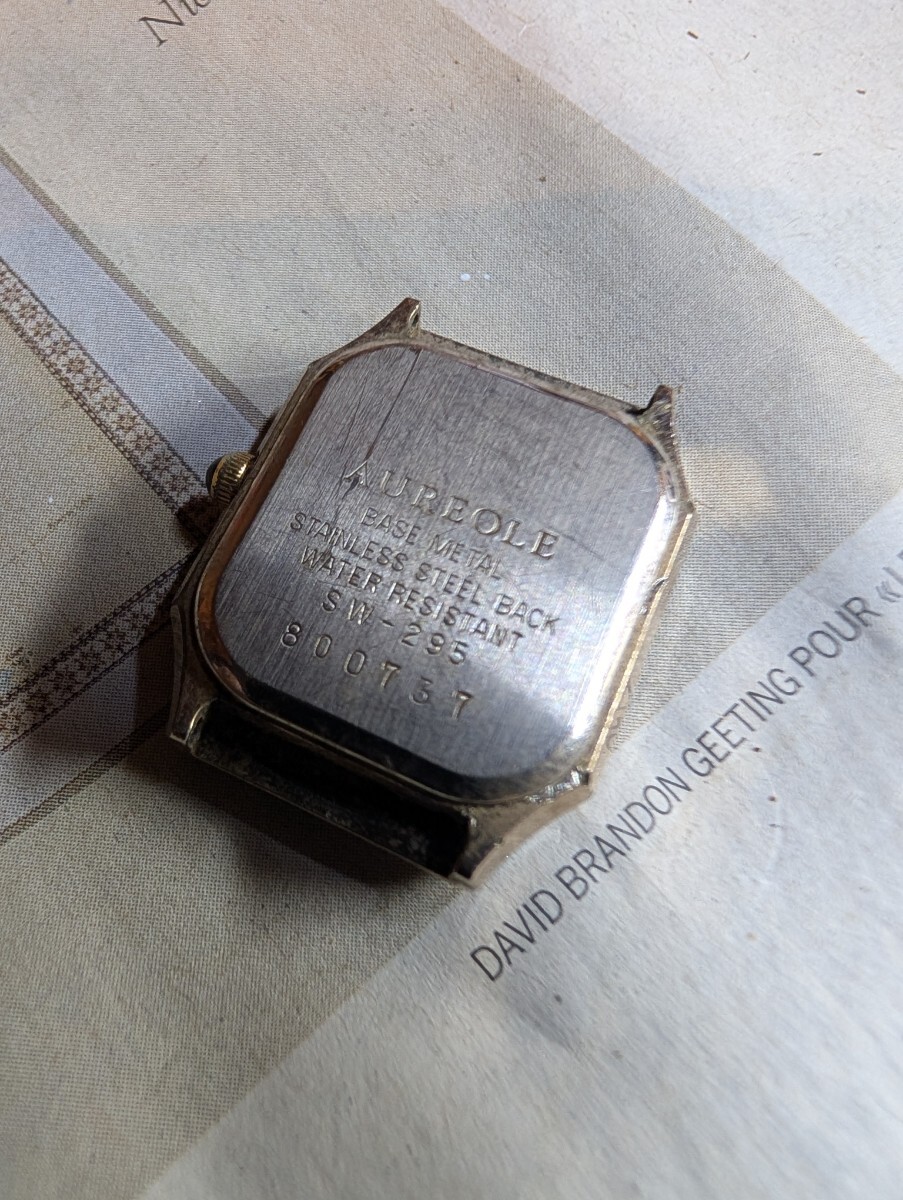 AUREOLE
BASE METAL
STAINLESS STEEL BACK
WATER RESISTANT
SW-295
800737
DAVID BRANDON GEETING POUR «